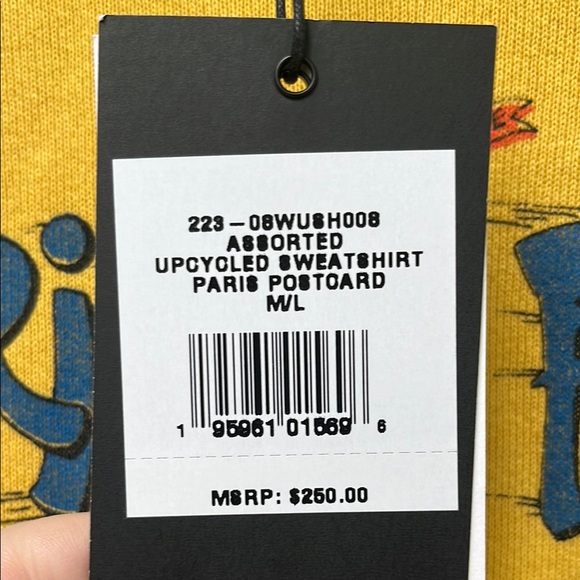 223-08WUSH008
ASSORTED
UPCYCLED SWEATSHIRT
PARIS POSTCARD
M/L
1 95961 01569 6
MSRP: $250.00